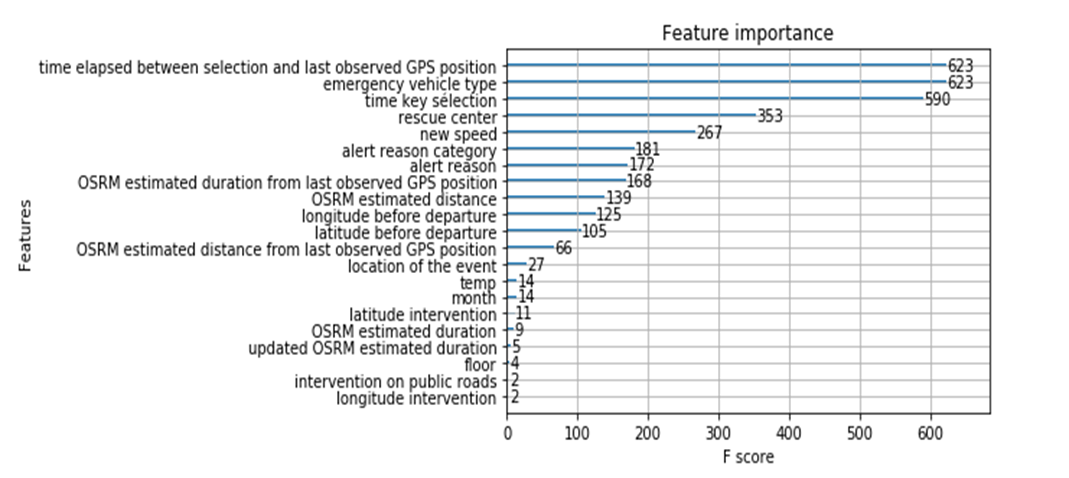 Feature importance
time elapsed between selection and last observed GPS position 623
emergency vehicle type 623
time key sélection 590
rescue center 353
new speed 267
alert reason category 181
alert reason 172
OSRM estimated duration from last observed GPS position 168
OSRM estimated distance 139
longitude before departure 125
latitude before departure 105
OSRM estimated distance from last observed GPS position 66
location of the event 27
temp 14
month 14
latitude intervention 11
OSRM estimated duration 9
updated OSRM estimated duration 5
floor 4
intervention on public roads 2
longitude intervention 2
Features
0 100 200 300 400 500 600
F score